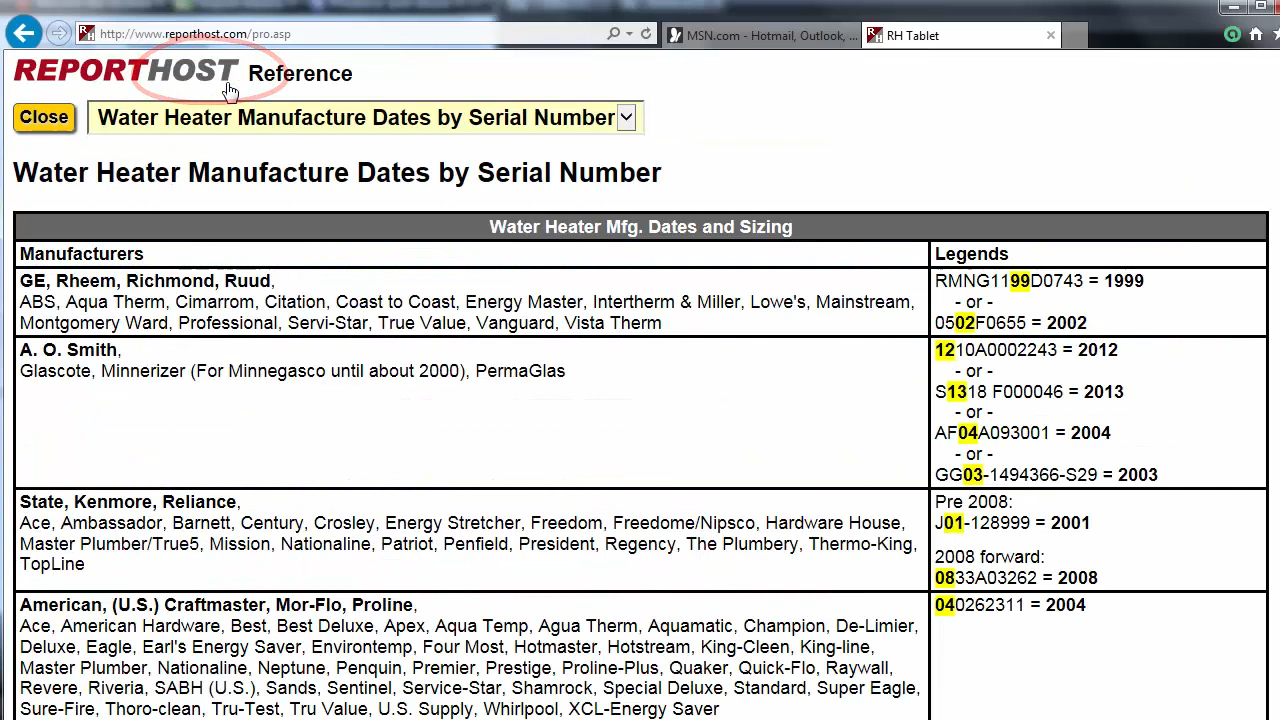 http://www.reporthost.com/pro.asp
MSN.com - Hotmail, Outlook, ...
RH Tablet
REPORTHOST Reference
Close
Water Heater Manufacture Dates by Serial Number
Water Heater Manufacture Dates by Serial Number
Water Heater Mfg. Dates and Sizing
Manufacturers
Legends
GE, Rheem, Richmond, Ruud,
ABS, Aqua Therm, Cimarrom, Citation, Coast to Coast, Energy Master, Intertherm & Miller, Lowe's, Mainstream,
Montgomery Ward, Professional, Servi-Star, True Value, Vanguard, Vista Therm
RMNG1199D0743 = 1999
- or -
0502F0655 = 2002
A. O. Smith,
Glascote, Minnerizer (For Minnegasco until about 2000), PermaGlas
1210A0002243 = 2012
- or -
S1318 F000046 = 2013
- or -
AF04A093001 = 2004
- or -
GG03-1494366-S29 = 2003
State, Kenmore, Reliance,
Ace, Ambassador, Barnett, Century, Crosley, Energy Stretcher, Freedom, Freedome/Nipsco, Hardware House,
Master Plumber/True5, Mission, Nationaline, Patriot, Penfield, President, Regency, The Plumbery, Thermo-King,
TopLine
Pre 2008:
J01-128999 = 2001
2008 forward:
0833A03262 = 2008
American, (U.S.) Craftmaster, Mor-Flo, Proline,
Ace, American Hardware, Best, Best Deluxe, Apex, Aqua Temp, Agua Therm, Aquamatic, Champion, De-Limier,
Deluxe, Eagle, Earl's Energy Saver, Environtemp, Four Most, Hotmaster, Hotstream, King-Cleen, King-line,
Master Plumber, Nationaline, Neptune, Penquin, Premier, Prestige, Proline-Plus, Quaker, Quick-Flo, Raywall,
Revere, Riveria, SABH (U.S.), Sands, Sentinel, Service-Star, Shamrock, Special Deluxe, Standard, Super Eagle,
Sure-Fire, Thoro-clean, Tru-Test, Tru Value, U.S. Supply, Whirlpool, XCL-Energy Saver
040262311 = 2004